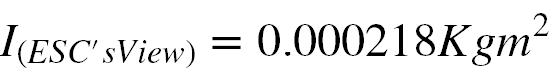 I(ESC'sView) = 0.000218Kgm²